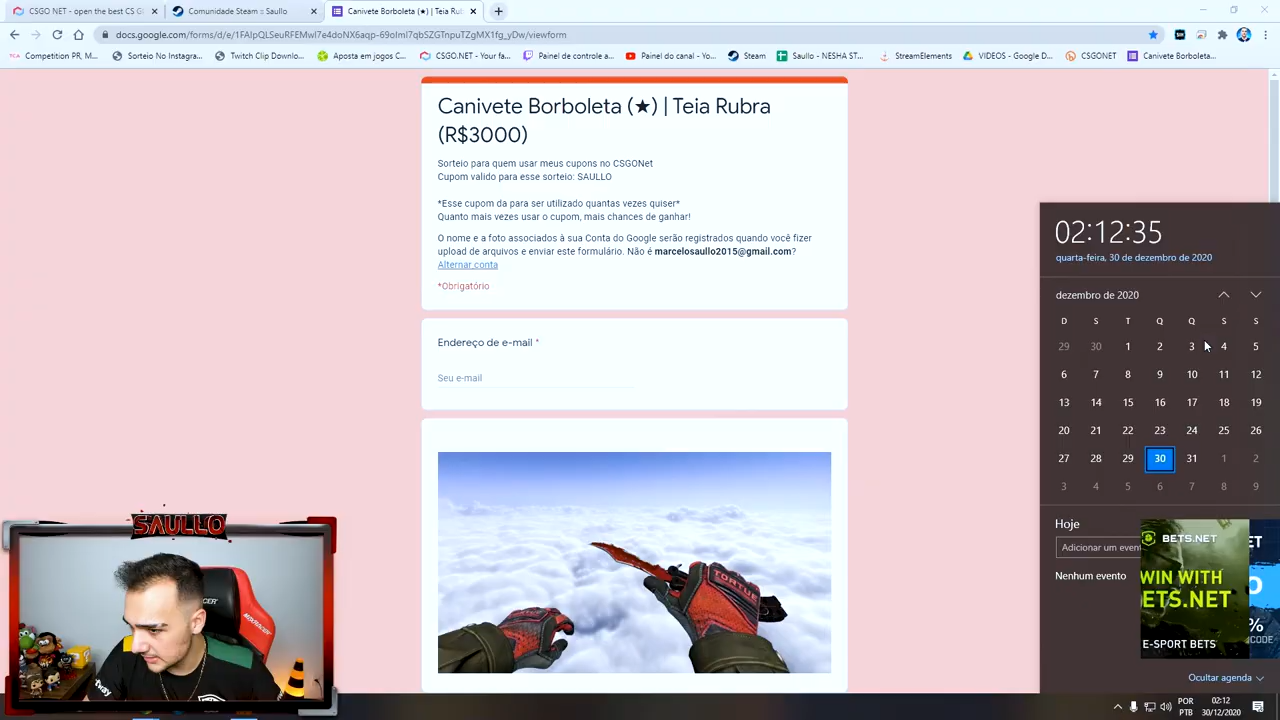 CSGO.NET - open the best CS G
Comunidade Steam :: Saullo
Canivete Borboleta (★) | Teia Rub
docs.google.com/forms/d/e/1FAIpQLSeuRFEMwl7e4doNX6aqp-69oImI7qbSZGTnpuTZgMX1fg_yDw/viewform
Competition PR, M...
Sorteio No Instagra...
Twitch Clip Downlo...
Aposta em jogos C...
CSGO.NET - Your fa...
Painel de controle a...
Painel do canal - Yo...
Steam
Saullo - NESHA ST...
StreamElements
VIDEOS - Google D...
CSGONET
Canivete Borboleta...
Canivete Borboleta (★) | Teia Rubra
(R$3000)
Sorteio para quem usar meus cupons no CSGONet
Cupom valido para esse sorteio: SAULLO
*Esse cupom da para ser utilizado quantas vezes quiser*
Quanto mais vezes usar o cupom, mais chances de ganhar!
O nome e a foto associados à sua Conta do Google serão registrados quando você fizer
upload de arquivos e enviar este formulário. Não é marcelosaullo2015@gmail.com?
Alternar conta
*Obrigatório
Endereço de e-mail *
Seu e-mail
TORTUE
SAULLO
02:12:35
quarta-feira, 30 de dezembro de 2020
dezembro de 2020
D S T Q Q S S
29 30 1 2 3 4 5
6 7 8 9 10 11 12
13 14 15 16 17 18 19
20 21 22 23 24 25 26
27 28 29 30 31 1 2
3 4 5 6 7 8 9
Hoje
Adicionar um even
Nenhum evento
BETS.NET
WIN WITH
ETS.NET
E-SPORT BETS
ET
O
%
CODE
Ocultar agenda
POR
PTB
02:12
30/12/2020